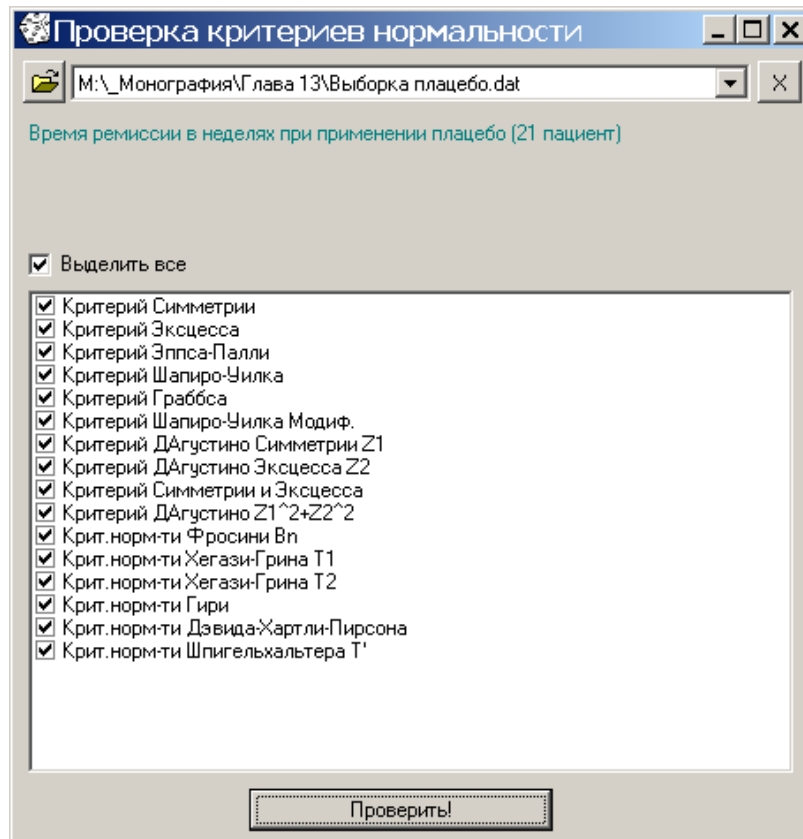 Проверка критериев нормальности
M:\_Монография\Глава 13\Выборка плацебо.dat
Время ремиссии в неделях при применении плацебо (21 пациент)
Выделить все
Критерий Симметрии
Критерий Эксцесса
Критерий Эппса-Палли
Критерий Шапиро-Уилка
Критерий Граббса
Критерий Шапиро-Уилка Модиф.
Критерий ДАгустино Симметрии Z1
Критерий ДАгустино Эксцесса Z2
Критерий Симметрии и Эксцесса
Критерий ДАгустино Z1^2+Z2^2
Крит.норм-ти Фросини Bn
Крит.норм-ти Хегази-Грина T1
Крит.норм-ти Хегази-Грина T2
Крит.норм-ти Гири
Крит.норм-ти Дэвида-Хартли-Пирсона
Крит.норм-ти Шпигельхальтера T'
Проверить!